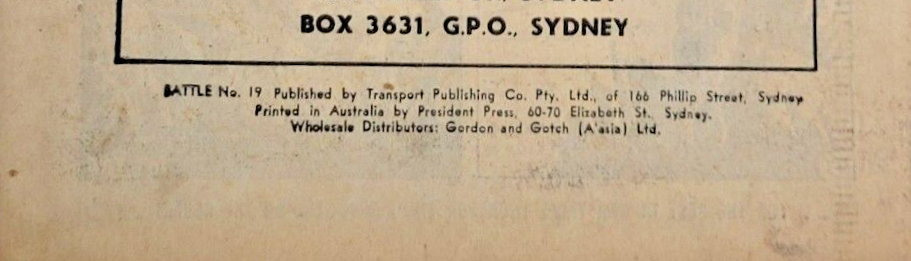 BOX 3631, G.P.O., SYDNEY
BATTLE No. 19 Published by Transport Publishing Co. Pty. Ltd., of 166 Phillip Street, Sydney
Printed in Australia by President Press, 60-70 Elizabeth St., Sydney.
Wholesale Distributors: Gordon and Gotch (A'asia) Ltd.